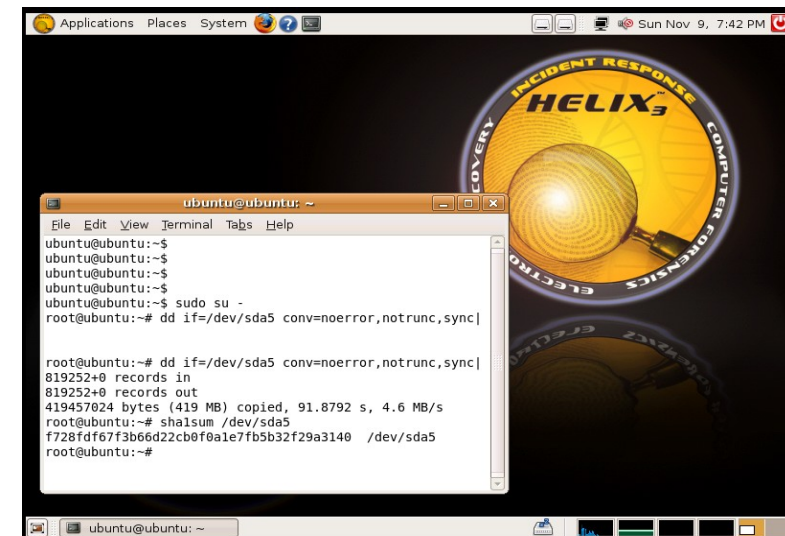 Applications Places System Sun Nov 9, 7:42 PM
INCIDENT RESPONSE
HELIX3™
COMPUTER FORENSICS
ELECTRO OVERY
ubuntu@ubuntu: ~
File Edit View Terminal Tabs Help
ubuntu@ubuntu:~$
ubuntu@ubuntu:~$
ubuntu@ubuntu:~$
ubuntu@ubuntu:~$
ubuntu@ubuntu:~$ sudo su -
root@ubuntu:~# dd if=/dev/sda5 conv=noerror,notrunc,sync|
root@ubuntu:~# dd if=/dev/sda5 conv=noerror,notrunc,sync|
819252+0 records in
819252+0 records out
419457024 bytes (419 MB) copied, 91.8792 s, 4.6 MB/s
root@ubuntu:~# sha1sum /dev/sda5
f728fdf67f3b66d22cb0f0a1e7fb5b32f29a3140 /dev/sda5
root@ubuntu:~#
ubuntu@ubuntu: ~